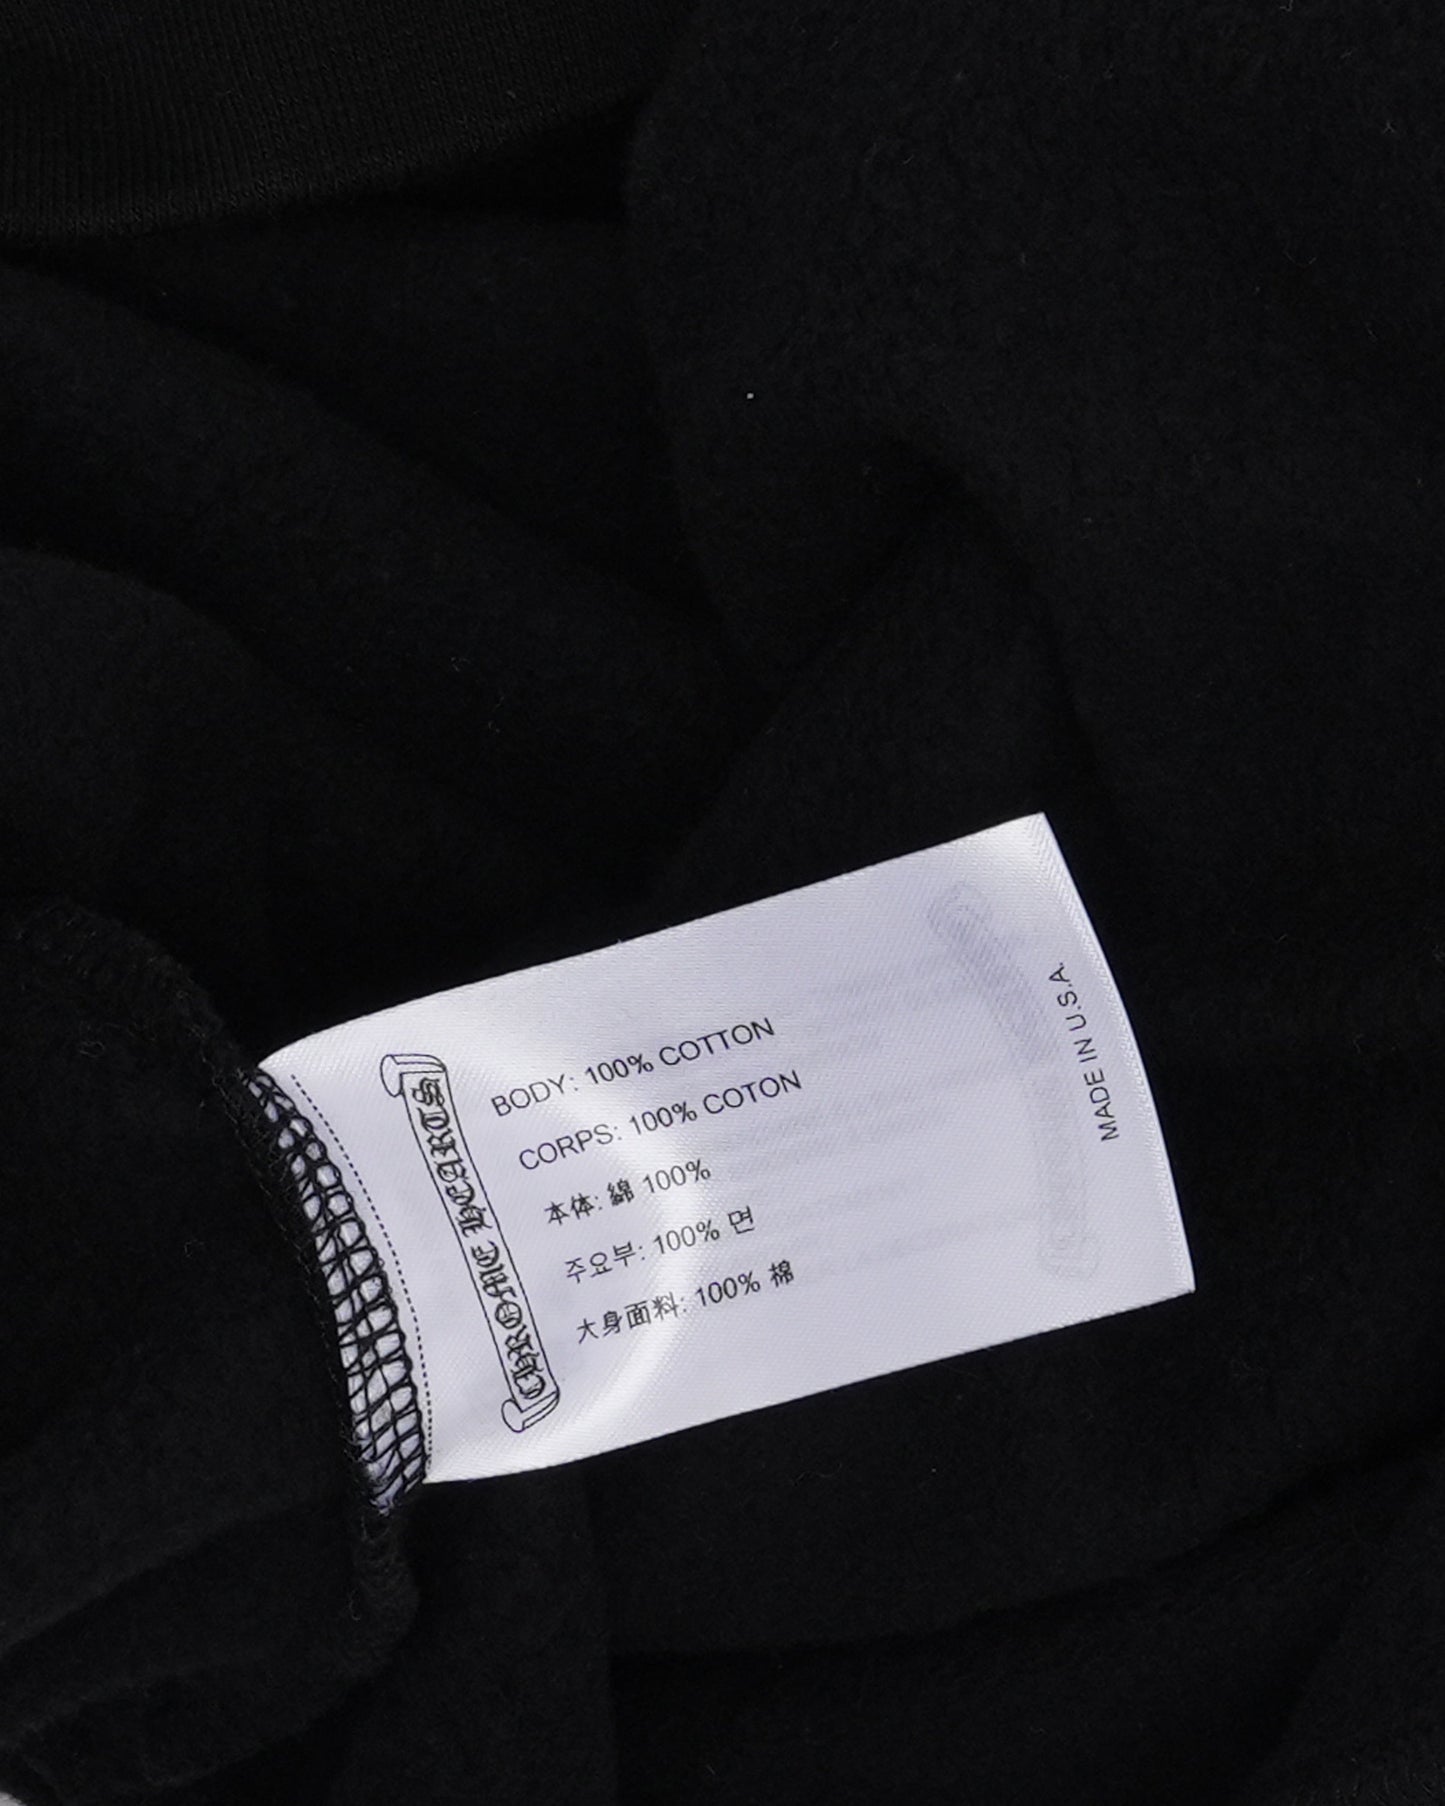 CHROME HEARTS
BODY: 100% COTTON
CORPS: 100% COTON
本体: 綿 100%
주요부: 100% 면
大身面料: 100% 棉
MADE IN U.S.A.